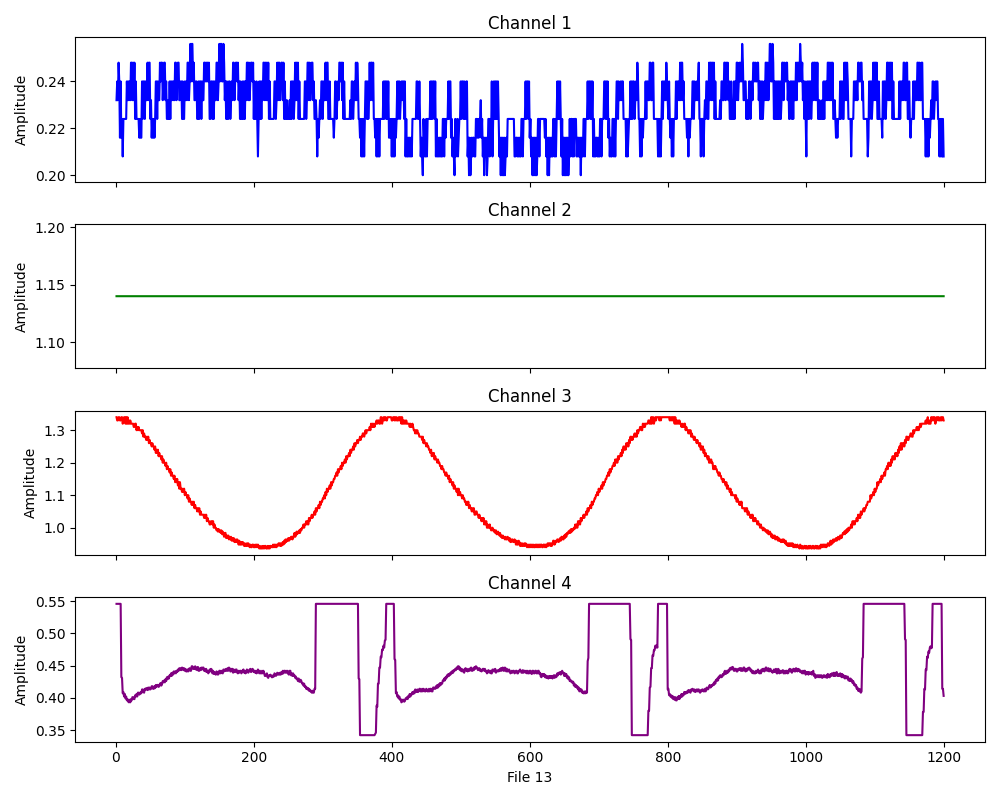 Channel 1
Amplitude
0.24
0.22
0.20
Channel 2
Amplitude
1.20
1.15
1.10
Channel 3
Amplitude
1.3
1.2
1.1
1.0
Channel 4
Amplitude
0.55
0.50
0.45
0.40
0.35
0 200 400 600 800 1000 1200
File 13